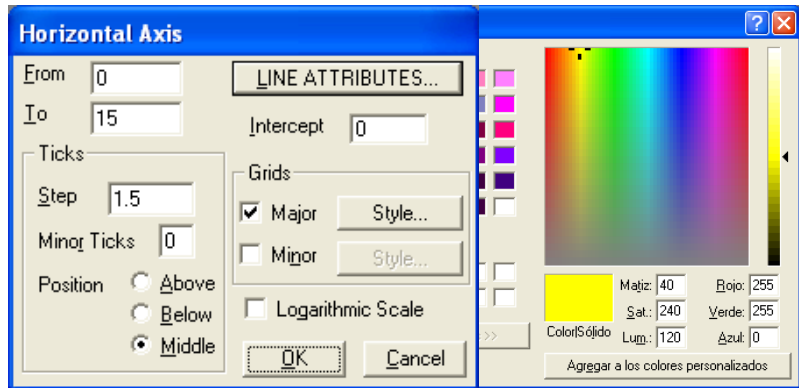 Horizontal Axis
From 0
LINE ATTRIBUTES...
To 15
Intercept 0
Ticks
Step 1.5
Minor Ticks 0
Position
Above
Below
Middle
Grids
Major Style...
Minor Style...
Logarithmic Scale
OK Cancel
?
X
>>
Color|Sólido
Matiz: 40 Rojo: 255
Sat.: 240 Verde: 255
Lum.: 120 Azul: 0
Agregar a los colores personalizados